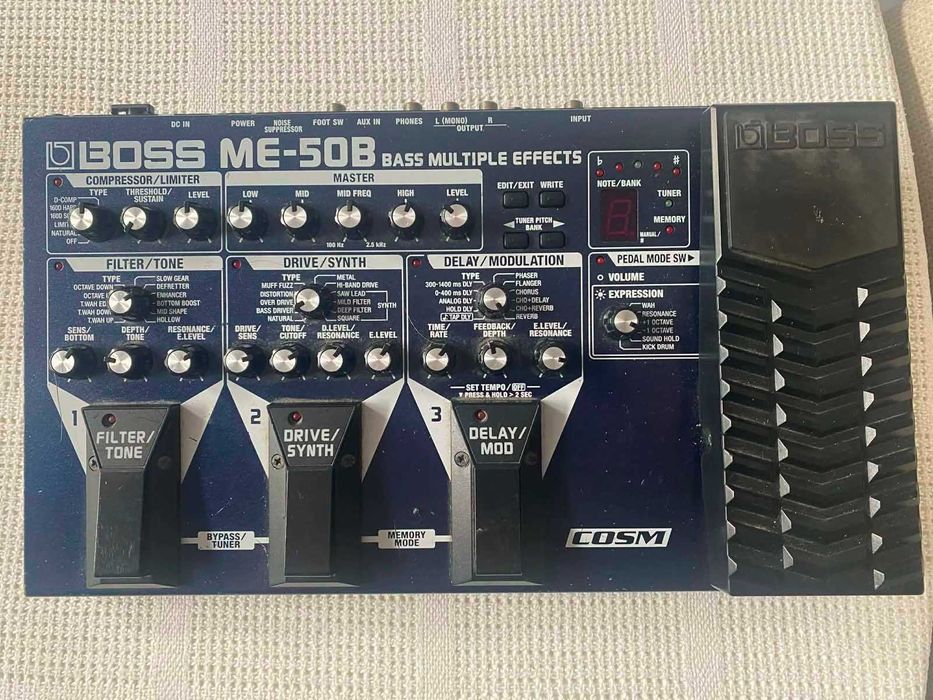 DC IN
POWER
NOISE
SUPPRESSOR
FOOT SW
AUX IN
PHONES
L (MONO)
R
OUTPUT
INPUT
BOSS ME-50B BASS MULTIPLE EFFECTS
BOSS
COMPRESSOR/LIMITER
TYPE
THRESHOLD/
SUSTAIN
LEVEL
D-COMP
160D HARD
NATURAL
OFF
MASTER
LOW
MID
MID FREQ
HIGH
LEVEL
100 Hz
2.5 kHz
EDIT/EXIT
WRITE
TUNER PITCH
BANK
♭
♯
NOTE/BANK
TUNER
MEMORY
MANUAL/
FILTER/TONE
TYPE
OCTAVE DOWN
T.WAH UP
SLOW GEAR
DEFRETTER
ENHANCER
BOTTOM BOOST
MID SHAPE
HOLLOW
SENS/
BOTTOM
DEPTH/
TONE
RESONANCE/
E.LEVEL
DRIVE/SYNTH
TYPE
MUFF FUZZ
DISTORTION
OVER DRIVE
BASS DRIVER
NATURAL
METAL
HI-BAND DRIVE
SAW LEAD
MILD FILTER
DEEP FILTER
SQUARE
SYNTH
DRIVE/
SENS
TONE/
CUTOFF
D.LEVEL/
RESONANCE
E.LEVEL
DELAY/MODULATION
TYPE
300-1400 ms DLY
0-400 ms DLY
ANALOG DLY
HOLD DLY
TAP DLY
PHASER
FLANGER
CHORUS
CHO+DELAY
CHO+REVERB
REVERB
TIME/
RATE
FEEDBACK/
DEPTH
E.LEVEL/
RESONANCE
SET TEMPO/OFF
▼ PRESS & HOLD > 2 SEC
PEDAL MODE SW ▶
VOLUME
EXPRESSION
WAH
RESONANCE
+1 OCTAVE
-1 OCTAVE
SOUND HOLD
KICK DRUM
1
FILTER/
TONE
2
DRIVE/
SYNTH
3
DELAY/
MOD
BYPASS/
TUNER
MEMORY
MODE
COSM